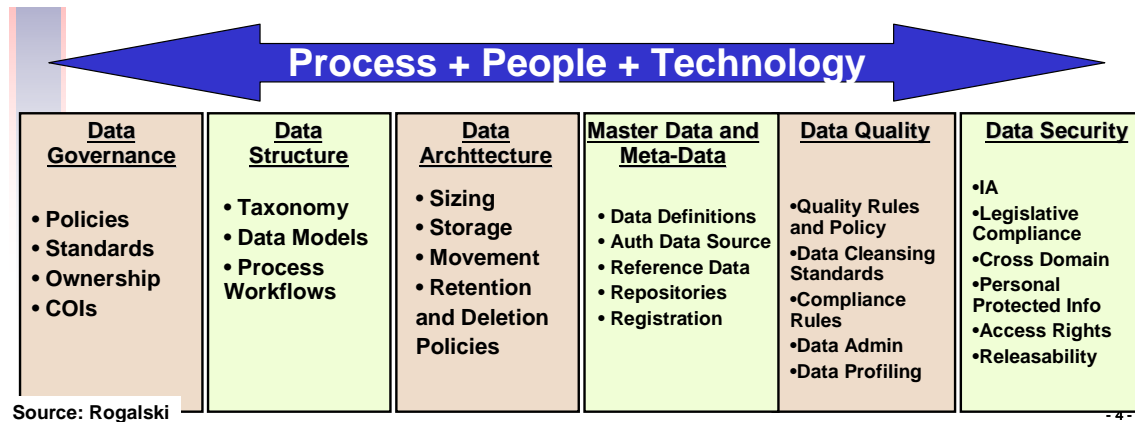 Process + People + Technology
Data
Governance
• Policies
• Standards
• Ownership
• COIs
Data
Structure
• Taxonomy
• Data Models
• Process
Workflows
Data
Archttecture
• Sizing
• Storage
• Movement
• Retention
and Deletion
Policies
Master Data and
Meta-Data
• Data Definitions
• Auth Data Source
• Reference Data
• Repositories
• Registration
Data Quality
•Quality Rules
and Policy
•Data Cleansing
Standards
•Compliance
Rules
•Data Admin
•Data Profiling
Data Security
•IA
•Legislative
Compliance
•Cross Domain
•Personal
Protected Info
•Access Rights
•Releasability
Source: Rogalski
- 4 -